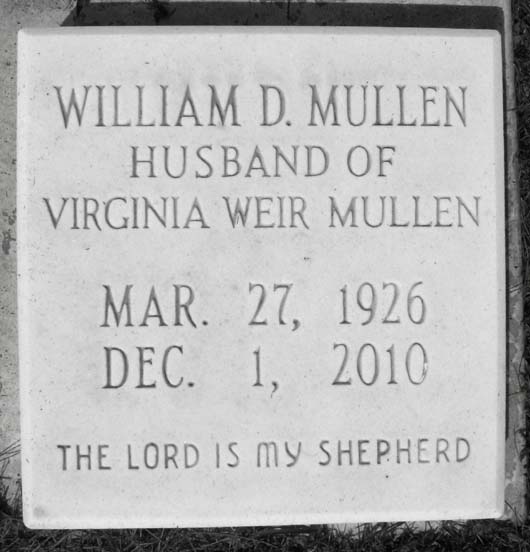 WILLIAM D. MULLEN
HUSBAND OF
VIRGINIA WEIR MULLEN
MAR. 27, 1926
DEC. 1, 2010
THE LORD IS MY SHEPHERD